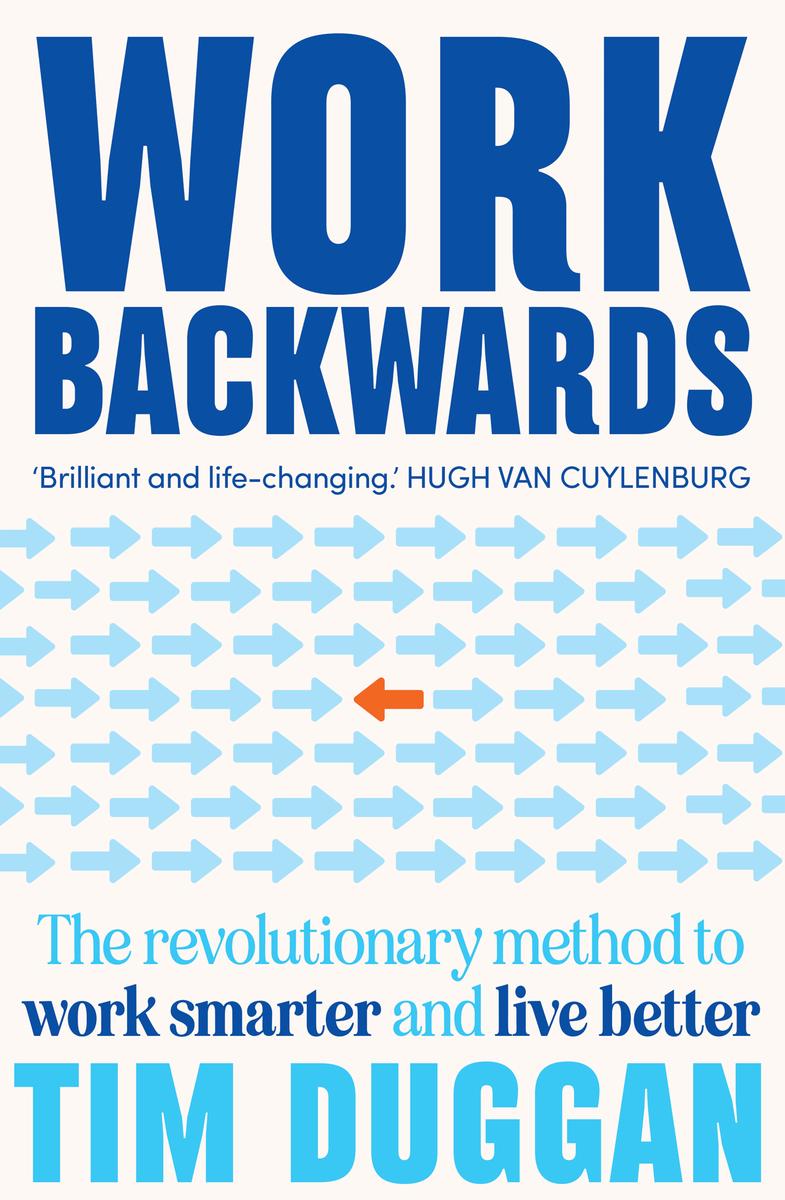 WORK
BACKWARDS
‘Brilliant and life-changing.’ HUGH VAN CUYLENBURG
The revolutionary method to
work smarter and live better
TIM DUGGAN